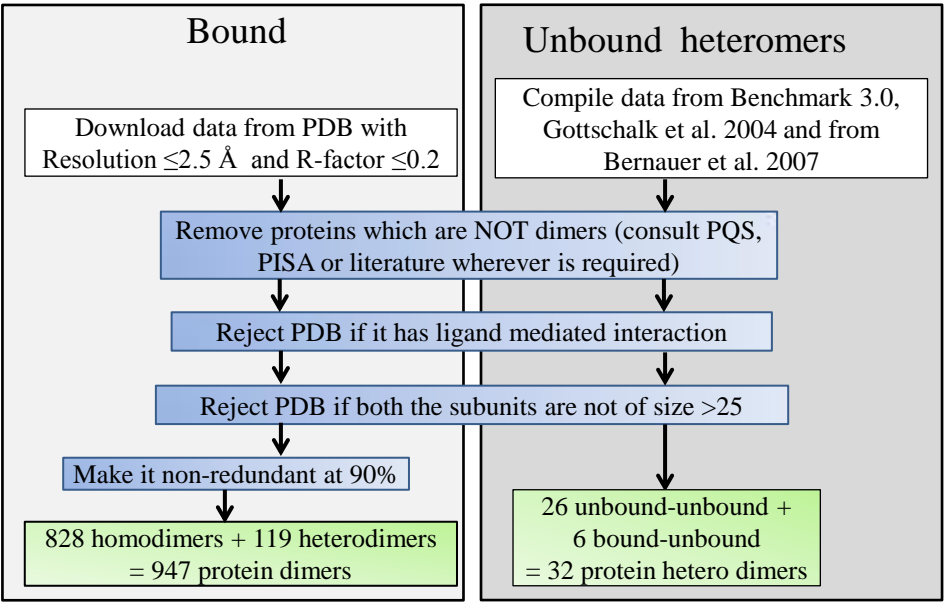 Bound
Unbound heteromers
Download data from PDB with
Resolution ≤2.5 Å and R-factor ≤0.2
Compile data from Benchmark 3.0,
Gottschalk et al. 2004 and from
Bernauer et al. 2007
Remove proteins which are NOT dimers (consult PQS,
PISA or literature wherever is required)
Reject PDB if it has ligand mediated interaction
Reject PDB if both the subunits are not of size >25
Make it non-redundant at 90%
828 homodimers + 119 heterodimers
= 947 protein dimers
26 unbound-unbound +
6 bound-unbound
= 32 protein hetero dimers